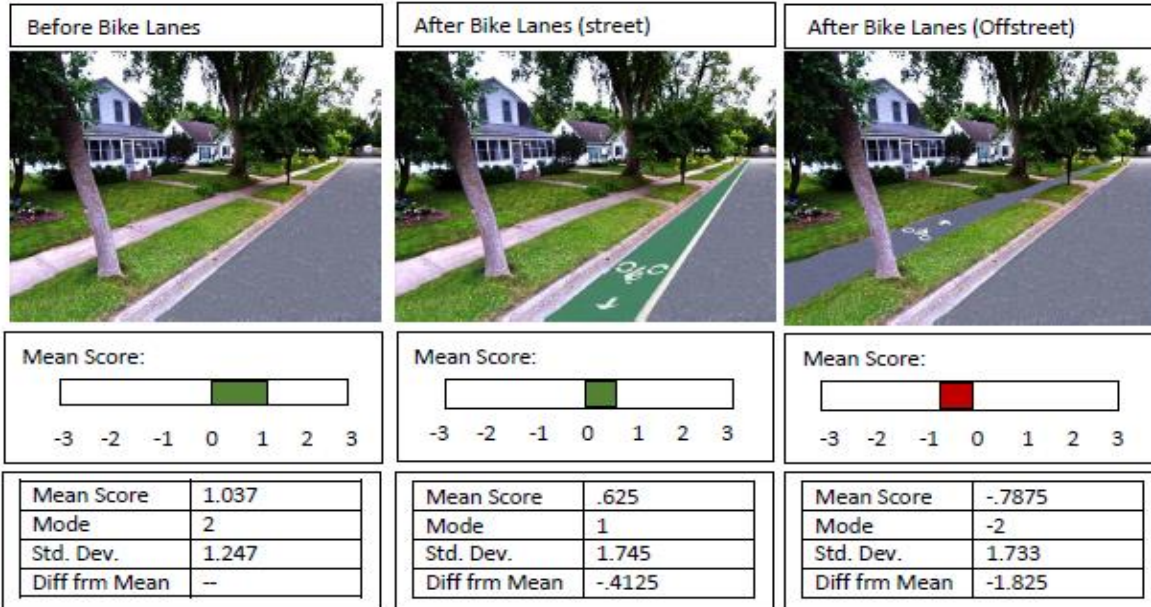 Before Bike Lanes
After Bike Lanes (street)
After Bike Lanes (Offstreet)
Mean Score:
-3 -2 -1 0 1 2 3
Mean Score:
-3 -2 -1 0 1 2 3
Mean Score:
-3 -2 -1 0 1 2 3
Mean Score 1.037
Mode 2
Std. Dev. 1.247
Diff frm Mean --
Mean Score .625
Mode 1
Std. Dev. 1.745
Diff frm Mean -.4125
Mean Score -.7875
Mode -2
Std. Dev. 1.733
Diff frm Mean -1.825